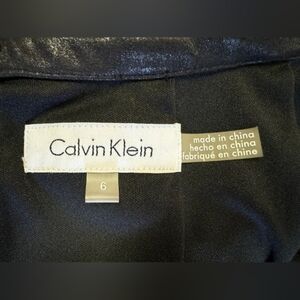 Calvin Klein
made in china
hecho en china
fabriqué en chine
6